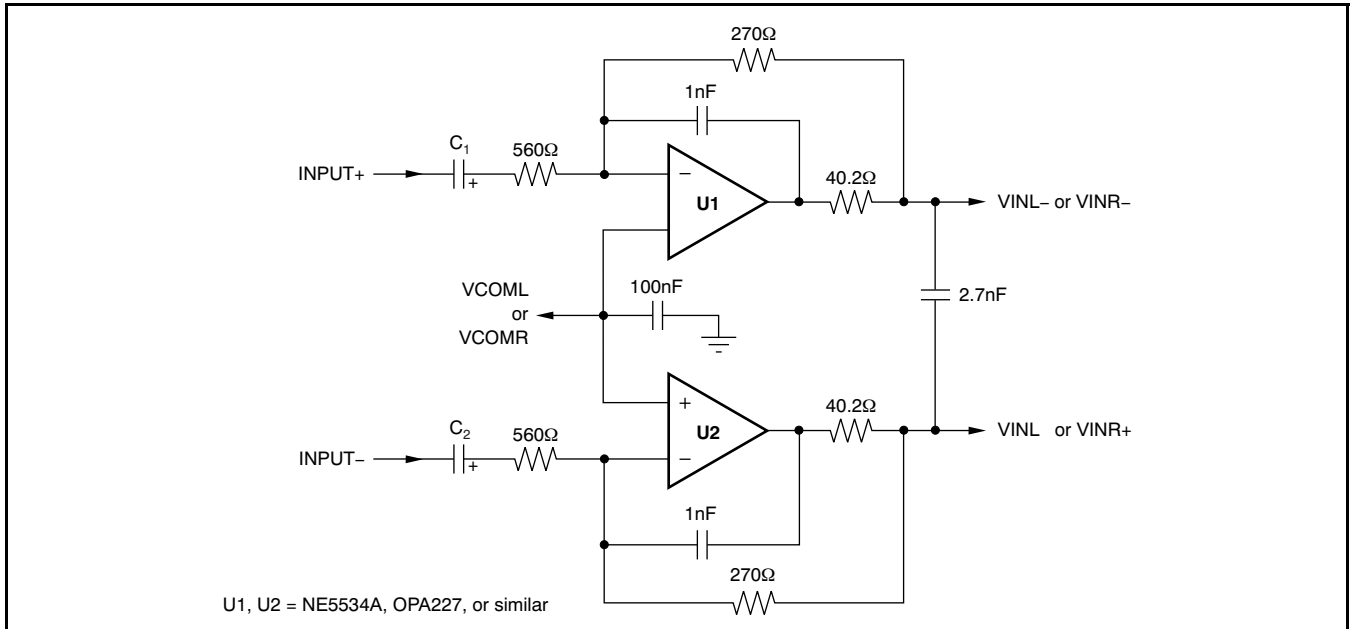 270Ω
1nF
C1
560Ω
INPUT+
+
−
U1
40.2Ω
VINL− or VINR−
VCOML
or
VCOMR
100nF
2.7nF
+
U2
−
40.2Ω
VINL or VINR+
C2
560Ω
INPUT−
+
1nF
270Ω
U1, U2 = NE5534A, OPA227, or similar